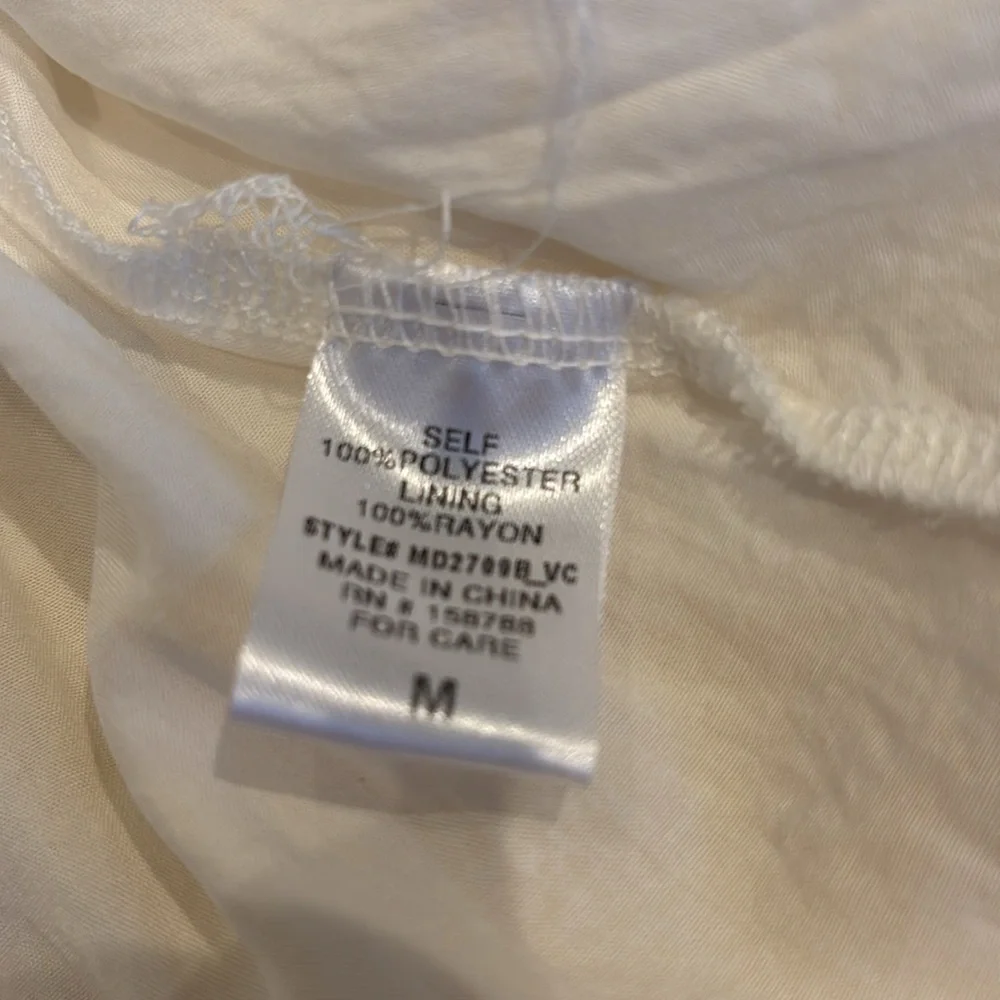 SELF
100%POLYESTER
LINING
100%RAYON
STYLE# MD2709B_VC
MADE IN CHINA
RN # 158788
FOR CARE
M